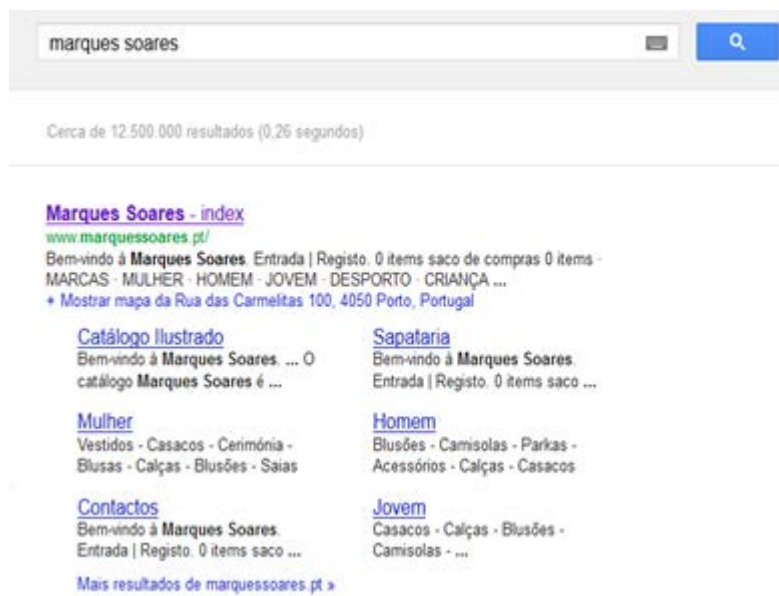 marques soares
Cerca de 12.500.000 resultados (0,26 segundos)
Marques Soares - index
www.marquessoares.pt/
Bem-vindo à Marques Soares. Entrada | Registo. 0 items saco de compras 0 items ·
MARCAS · MULHER · HOMEM · JOVEM · DESPORTO · CRIANÇA ...
+ Mostrar mapa da Rua das Carmelitas 100, 4050 Porto, Portugal
Catálogo Ilustrado
Bem-vindo à Marques Soares. ... O
catálogo Marques Soares é ...
Sapataria
Bem-vindo à Marques Soares.
Entrada | Registo. 0 items saco ...
Mulher
Vestidos - Casacos - Cerimónia -
Blusas - Calças - Blusões - Saias
Homem
Blusões - Camisolas - Parkas -
Acessórios - Calças - Casacos
Contactos
Bem-vindo à Marques Soares.
Entrada | Registo. 0 items saco ...
Jovem
Casacos - Calças - Blusões -
Camisolas - ...
Mais resultados de marquessoares.pt »